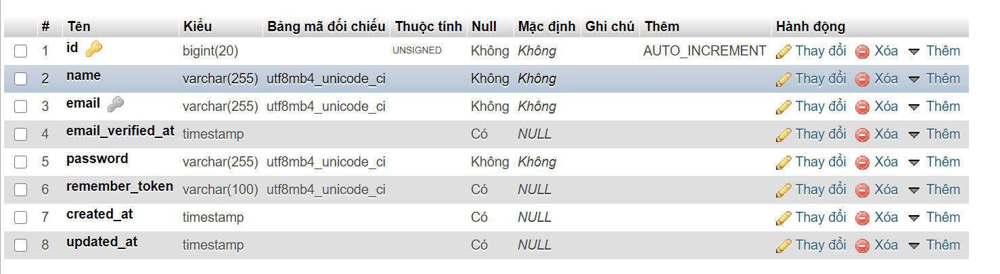 # Tên Kiểu Bảng mã đối chiếu Thuộc tính Null Mặc định Ghi chú Thêm Hành động
1 id bigint(20) UNSIGNED Không Không AUTO_INCREMENT Thay đổi Xóa Thêm
2 name varchar(255) utf8mb4_unicode_ci Không Không Thay đổi Xóa Thêm
3 email varchar(255) utf8mb4_unicode_ci Không Không Thay đổi Xóa Thêm
4 email_verified_at timestamp Có NULL Thay đổi Xóa Thêm
5 password varchar(255) utf8mb4_unicode_ci Không Không Thay đổi Xóa Thêm
6 remember_token varchar(100) utf8mb4_unicode_ci Có NULL Thay đổi Xóa Thêm
7 created_at timestamp Có NULL Thay đổi Xóa Thêm
8 updated_at timestamp Có NULL Thay đổi Xóa Thêm